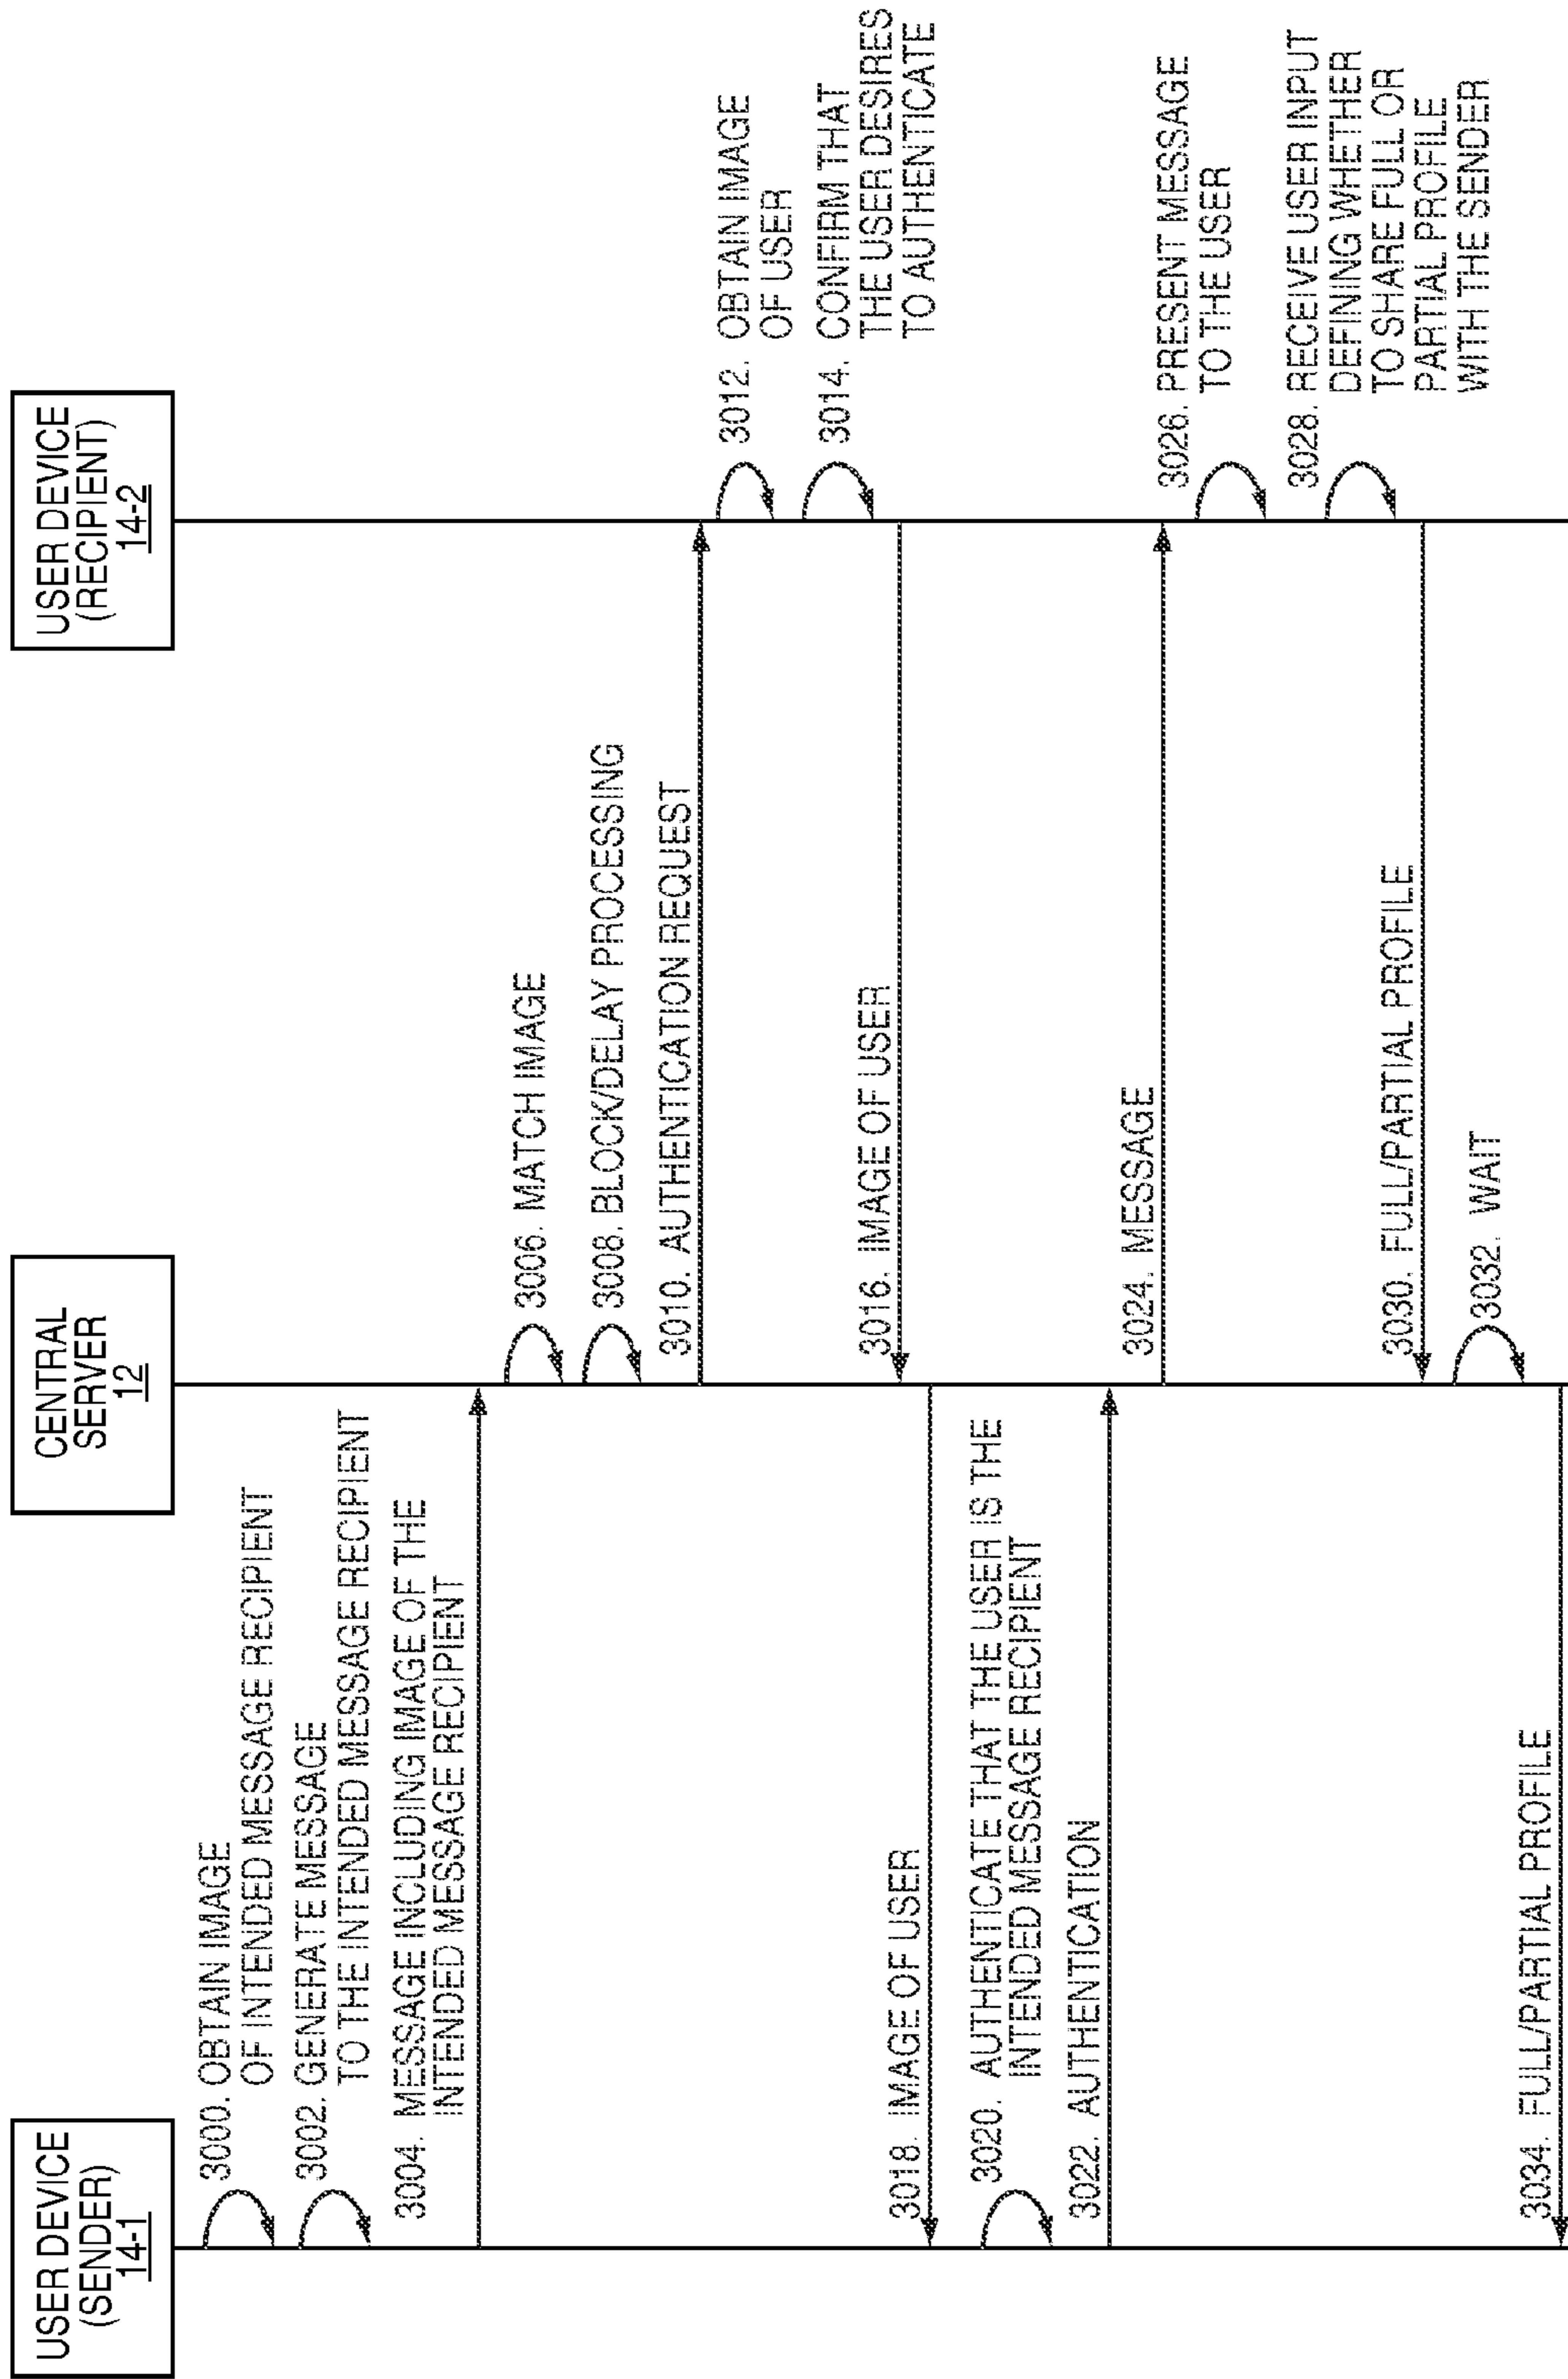 USER DEVICE
(SENDER)
14-1
CENTRAL
SERVER
12
USER DEVICE
(RECIPIENT)
14-2
3000. OBTAIN IMAGE
OF INTENDED MESSAGE RECIPIENT
3002. GENERATE MESSAGE
TO THE INTENDED MESSAGE RECIPIENT
3004. MESSAGE INCLUDING IMAGE OF THE
INTENDED MESSAGE RECIPIENT
3006. MATCH IMAGE
3008. BLOCK/DELAY PROCESSING
3010. AUTHENTICATION REQUEST
3012. OBTAIN IMAGE
OF USER
3014. CONFIRM THAT
THE USER DESIRES
TO AUTHENTICATE
3016. IMAGE OF USER
3018. IMAGE OF USER
3020. AUTHENTICATE THAT THE USER IS THE
INTENDED MESSAGE RECIPIENT
3022. AUTHENTICATION
3024. MESSAGE
3026. PRESENT MESSAGE
TO THE USER
3028. RECEIVE USER INPUT
DEFINING WHETHER
TO SHARE FULL OR
PARTIAL PROFILE
WITH THE SENDER
3030. FULL/PARTIAL PROFILE
3032. WAIT
3034. FULL/PARTIAL PROFILE